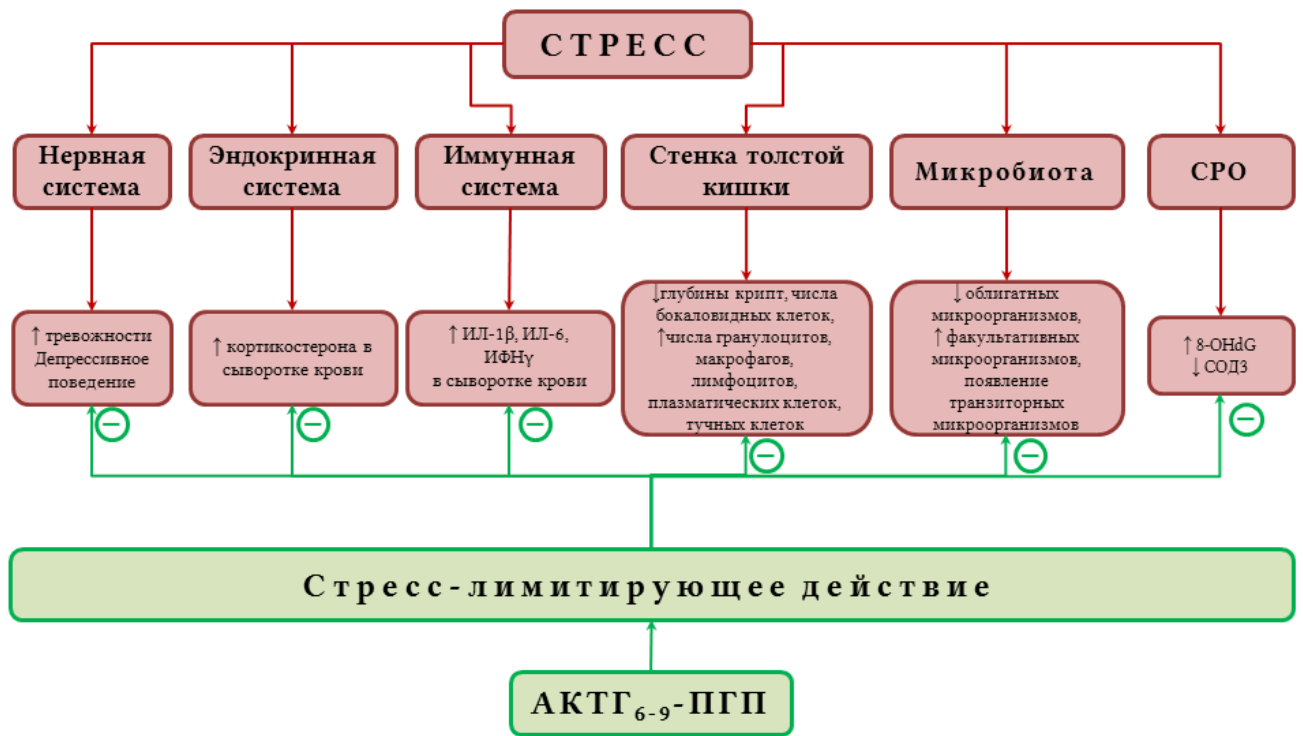 СТРЕСС
Нервная
система
Эндокринная
система
Иммунная
система
Стенка толстой
кишки
Микробиота
СРО
↑ тревожности
Депрессивное
поведение
↑ кортикостерона в
сыворотке крови
↑ ИЛ-1β, ИЛ-6,
ИФНγ
в сыворотке крови
↓глубины крипт, числа
бокаловидных клеток,
↑числа гранулоцитов,
макрофагов,
лимфоцитов,
плазматических клеток,
тучных клеток
↓ облигатных
микроорганизмов,
↑ факультативных
микроорганизмов,
появление
транзиторных
микроорганизмов
↑ 8-OHdG
↓ СОД3
Стресс-лимитирующее действие
АКТГ₆₋₉-ПГП